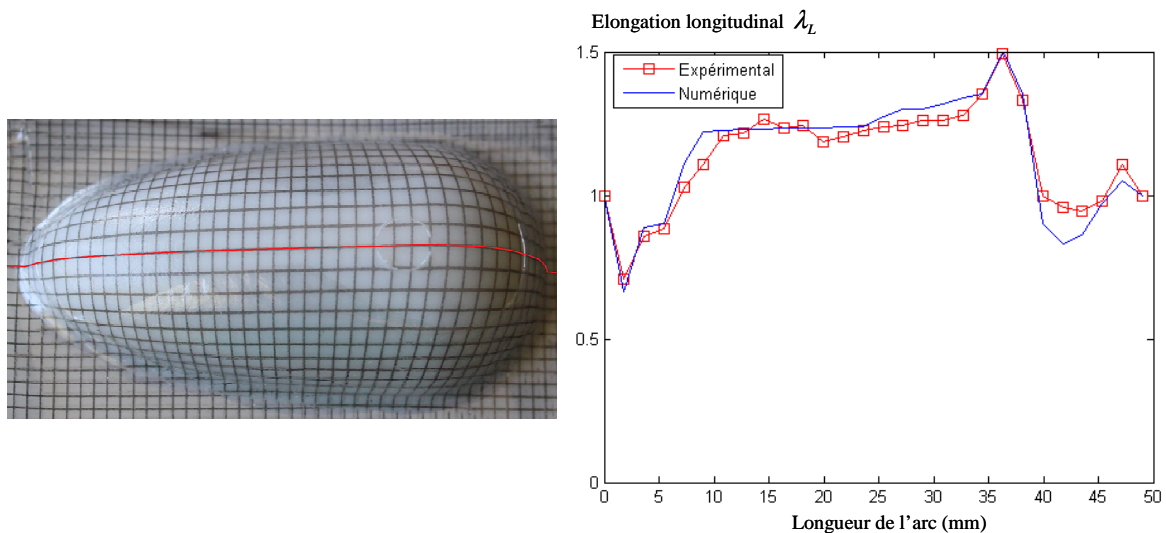 Elongation longitudinal λ̂_L
1.5
Expérimental
Numérique
1
0.5
0
0 5 10 15 20 25 30 35 40 45 50
Longueur de l'arc (mm)